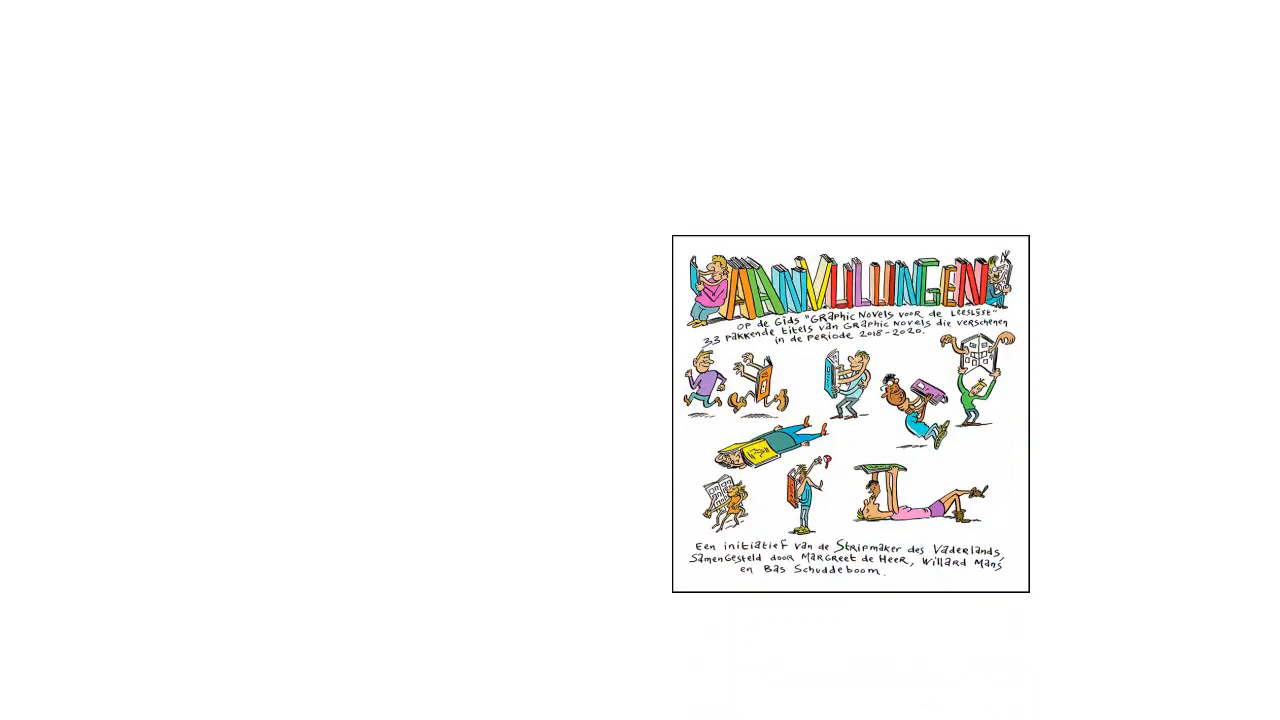 AANVULLINGEN
OP de Gids "GRaphic Novels voor de Leeslijst"
33 Pakkende titels van GRaphic Novels die verschenen
in de Periode 2018-2020.
Een initiatief van de Stripmaker des Vaderlands,
SamenGesteld door Margreet de Heer, Willard Mans
en Bas Schuddeboom.